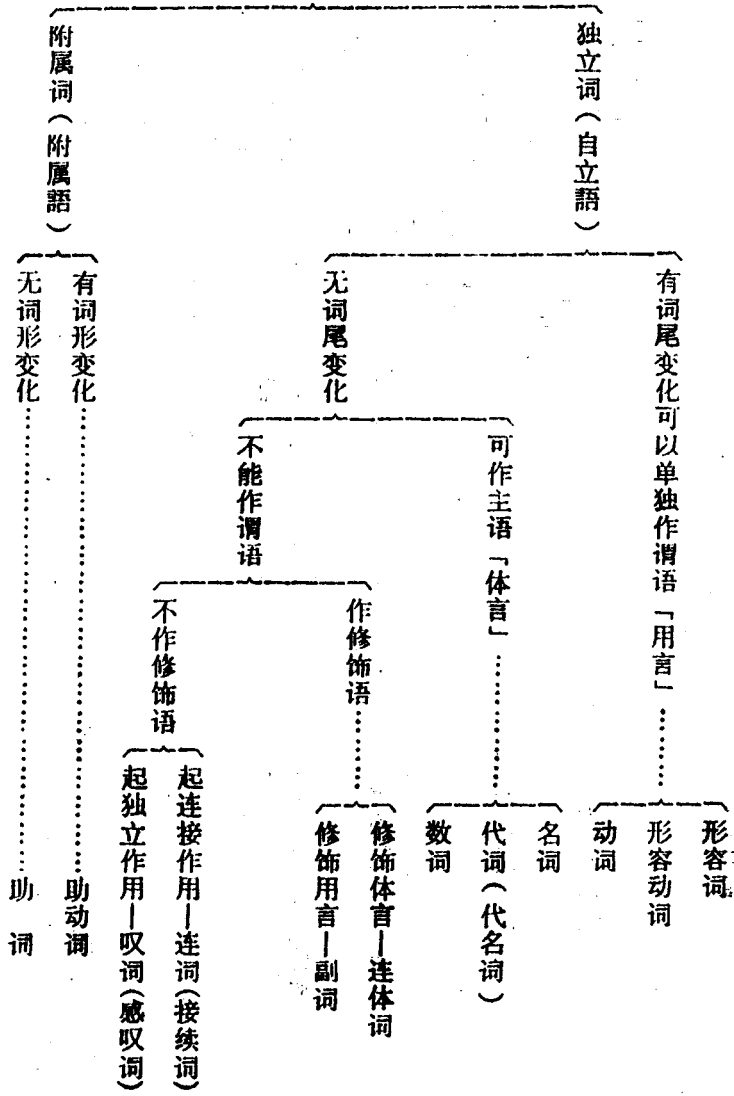 独立词（自立語）
有词尾变化可以单独作谓语「用言」
形容词
形容动词
动词
无词尾变化
可作主语「体言」
名词
代词（代名词）
数词
不能作谓语
作修饰语
修饰体言—连体词
修饰用言—副词
不作修饰语
起连接作用—连词(接续词)
起独立作用—叹词(感叹词)
附属词（附属語）
有词形变化
助动词
无词形变化
助 词